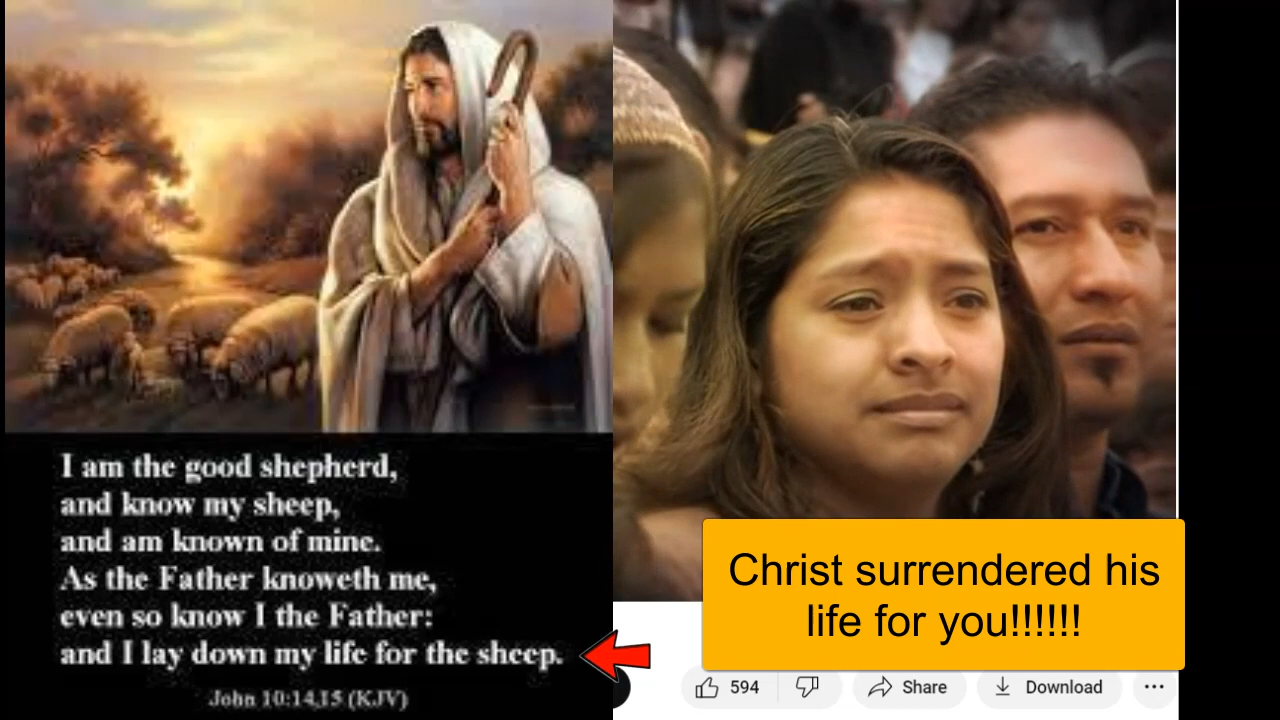 I am the good shepherd,
and know my sheep,
and am known of mine.
As the Father knoweth me,
even so know I the Father:
and I lay down my life for the sheep.
John 10:14,15 (KJV)
Christ surrendered his
life for you!!!!!!
594
Share
Download